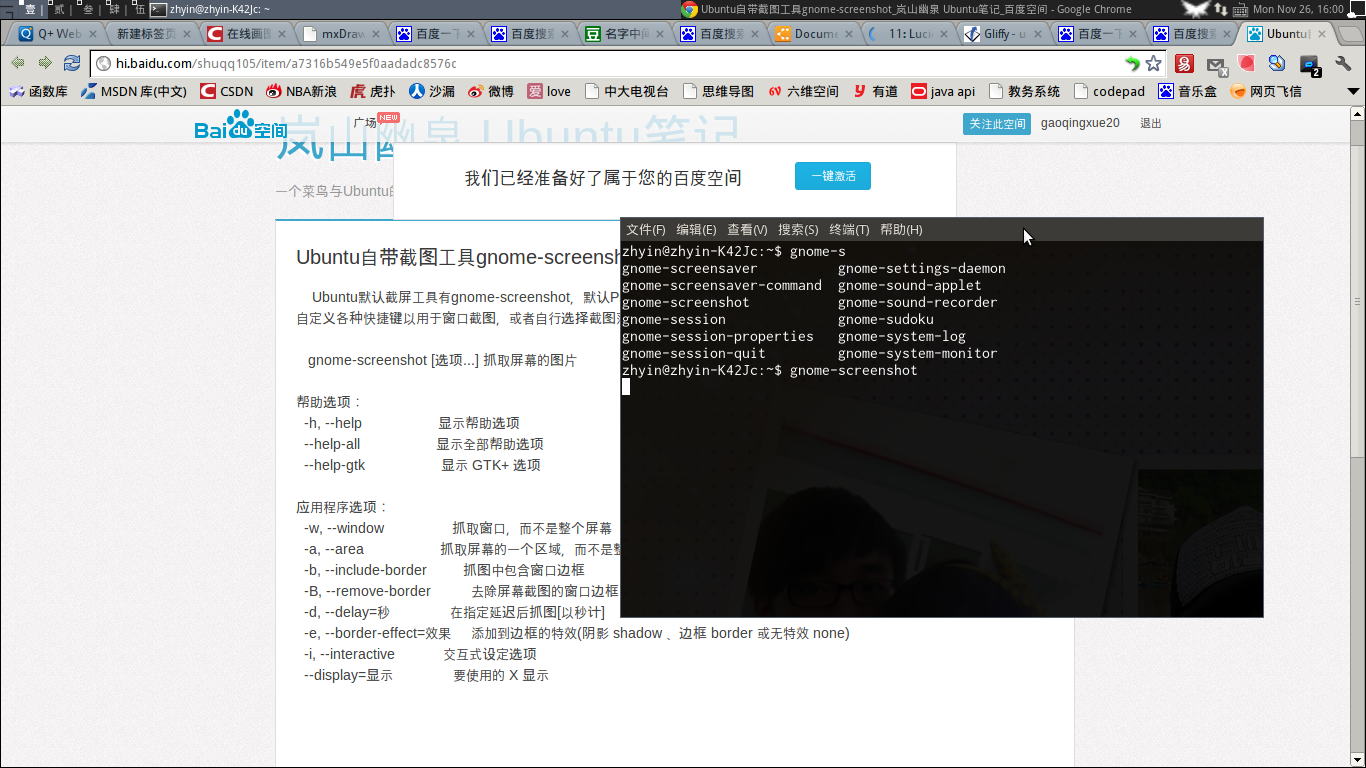 壹 贰 叁 肆 伍 zhyin@zhyin-K42Jc: ~
Ubuntu自带截图工具gnome-screenshot_岚山幽泉 Ubuntu笔记_百度空间 - Google Chrome
Mon Nov 26, 16:00
Q+ Web 新建标签页 在线画图 mxDraw 百度一下 百度搜索 名字中间 百度搜索 Docume 11: Lucie Gliffy - u 百度一下 百度搜索 Ubuntu自
hi.baidu.com/shuqq105/item/a7316b549e5f0aadadc8576c
函数库 MSDN 库(中文) CSDN NBA新浪 虎扑 沙漏 微博 love 中大电视台 思维导图 六维空间 有道 java api 教务系统 codepad 音乐盒 网页飞信
Bai du 空间 广场 NEW 关注此空间 gaoqingxue20 退出
岚山幽泉 Ubuntu笔记
一个菜鸟与Ubuntu的
我们已经准备好了属于您的百度空间 一键激活
Ubuntu自带截图工具gnome-screensh
Ubuntu默认截屏工具有gnome-screenshot，默认P
自定义各种快捷键以用于窗口截图，或者自行选择截图
gnome-screenshot [选项...] 抓取屏幕的图片
帮助选项：
-h, --help 显示帮助选项
--help-all 显示全部帮助选项
--help-gtk 显示 GTK+ 选项
应用程序选项：
-w, --window 抓取窗口，而不是整个屏幕
-a, --area 抓取屏幕的一个区域，而不是整
-b, --include-border 抓图中包含窗口边框
-B, --remove-border 去除屏幕截图的窗口边框
-d, --delay=秒 在指定延迟后抓图[以秒计]
-e, --border-effect=效果 添加到边框的特效(阴影 shadow 、边框 border 或无特效 none)
-i, --interactive 交互式设定选项
--display=显示 要使用的 X 显示
文件(F) 编辑(E) 查看(V) 搜索(S) 终端(T) 帮助(H)
zhyin@zhyin-K42Jc:~$ gnome-s
gnome-screensaver gnome-settings-daemon
gnome-screensaver-command gnome-sound-applet
gnome-screenshot gnome-sound-recorder
gnome-session gnome-sudoku
gnome-session-properties gnome-system-log
gnome-session-quit gnome-system-monitor
zhyin@zhyin-K42Jc:~$ gnome-screenshot